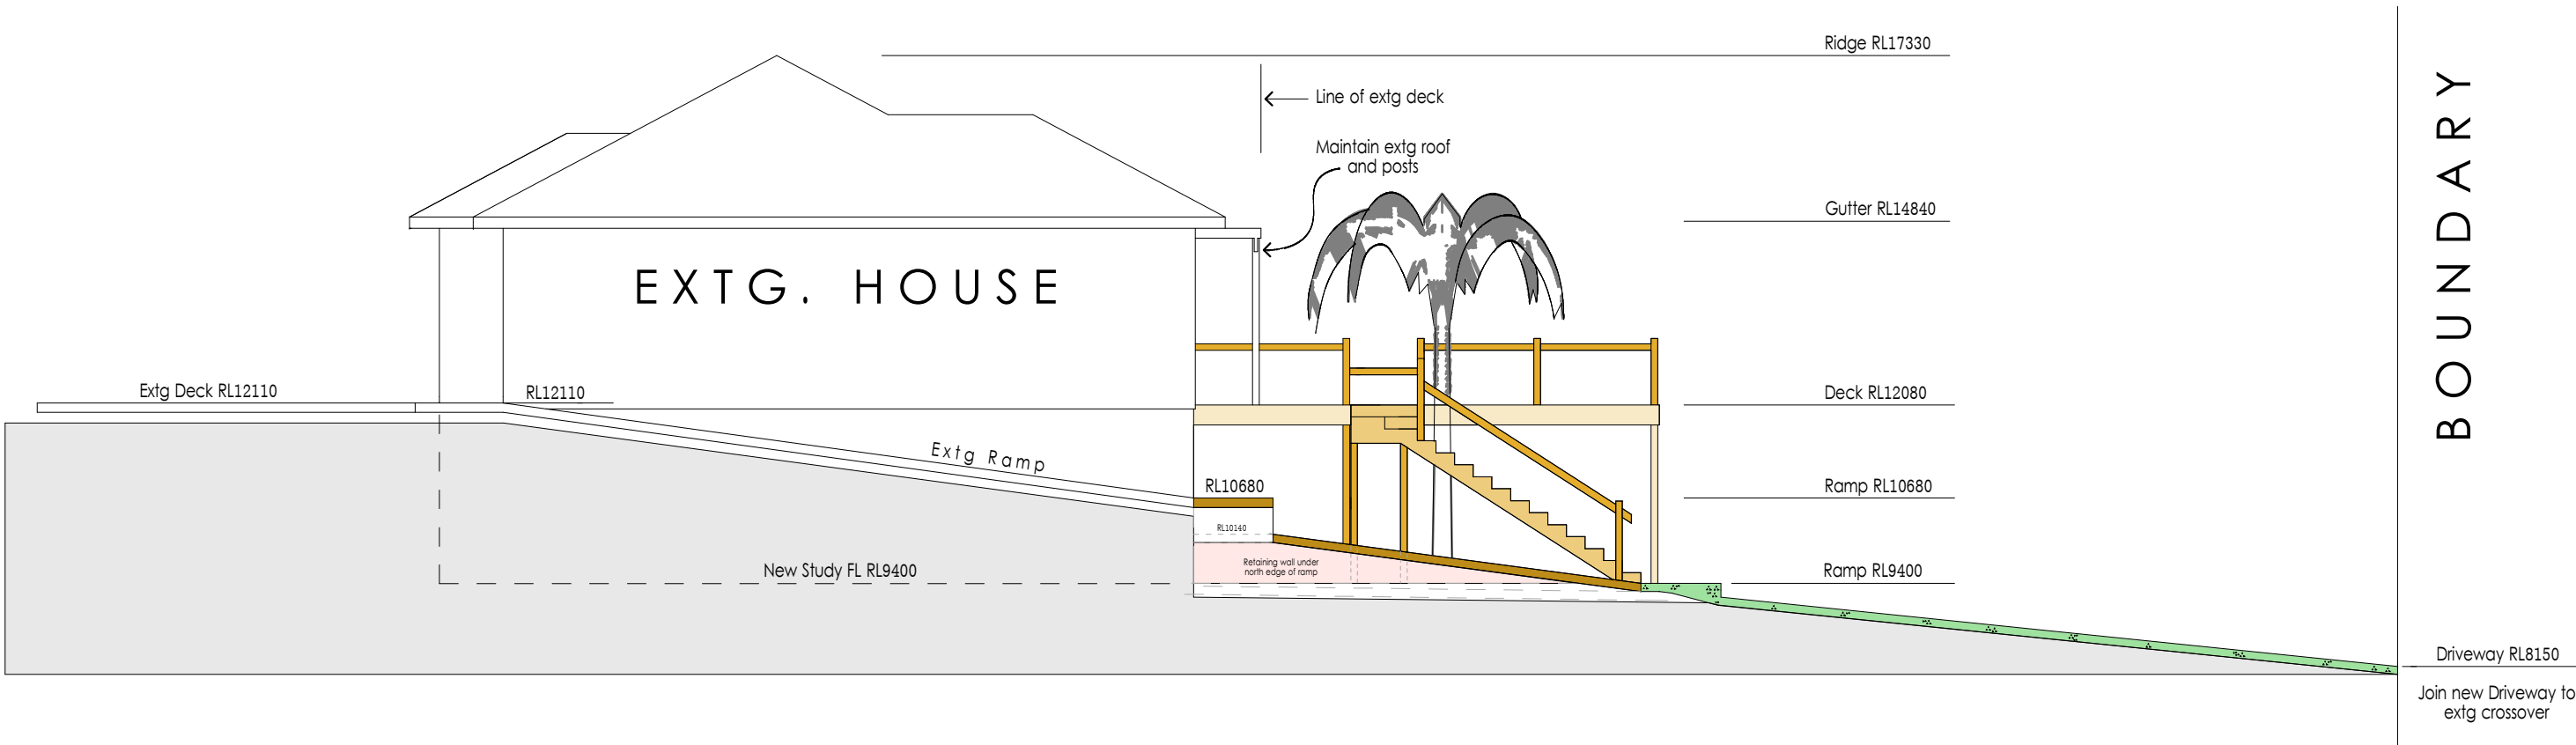 Ridge RL17330
Line of extg deck
Maintain extg roof
and posts
Gutter RL14840
EXTG. HOUSE
BOUNDARY
Extg Deck RL12110
RL12110
Deck RL12080
Extg Ramp
RL10680
Ramp RL10680
RL10140
Retaining wall under
north edge of ramp
New Study FL RL9400
Ramp RL9400
Driveway RL8150
Join new Driveway to
extg crossover